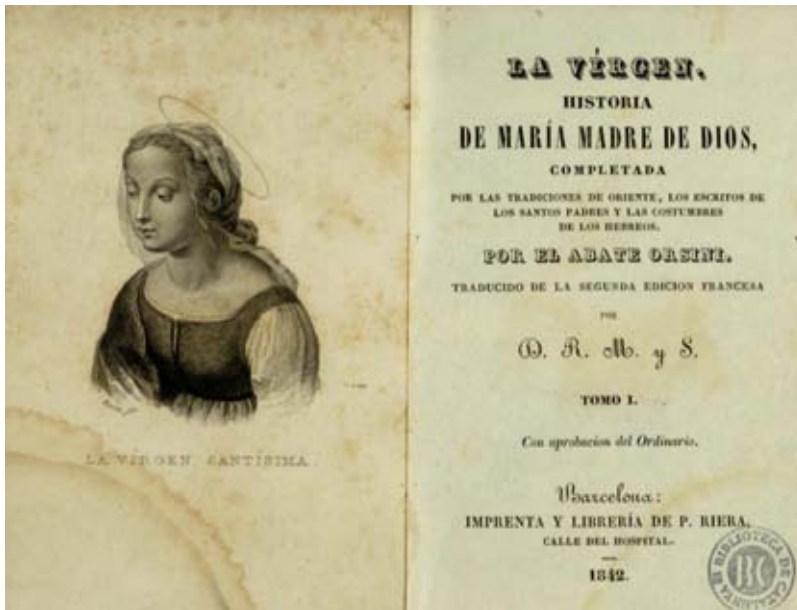 LA VÍRGEN SANTÍSIMA.
LA VÍRGEN.
HISTORIA
DE MARÍA MADRE DE DIOS,
COMPLETADA
POR LAS TRADICIONES DE ORIENTE, LOS ESCRITOS DE
LOS SANTOS PADRES Y LAS COSTUMBRES
DE LOS HEBREOS.
POR EL ABATE ORSINI.
TRADUCIDO DE LA SEGUNDA EDICION FRANCESA
POR
D. R. M. y S.
TOMO I.
Con aprobacion del Ordinario.
Barcelona:
IMPRENTA Y LIBRERÍA DE P. RIERA,
CALLE DEL HOSPITAL.
1842.
BIBLIOTECA DE CATALUNYA
BC